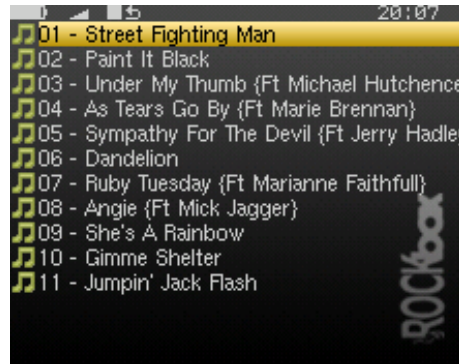 20:07
01 - Street Fighting Man
02 - Paint It Black
03 - Under My Thumb {Ft Michael Hutchence
04 - As Tears Go By {Ft Marie Brennan}
05 - Sympathy For The Devil {Ft Jerry Hadley
06 - Dandelion
07 - Ruby Tuesday {Ft Marianne Faithfull}
08 - Angie {Ft Mick Jagger}
09 - She's A Rainbow
10 - Gimme Shelter
11 - Jumpin' Jack Flash
ROCKbox